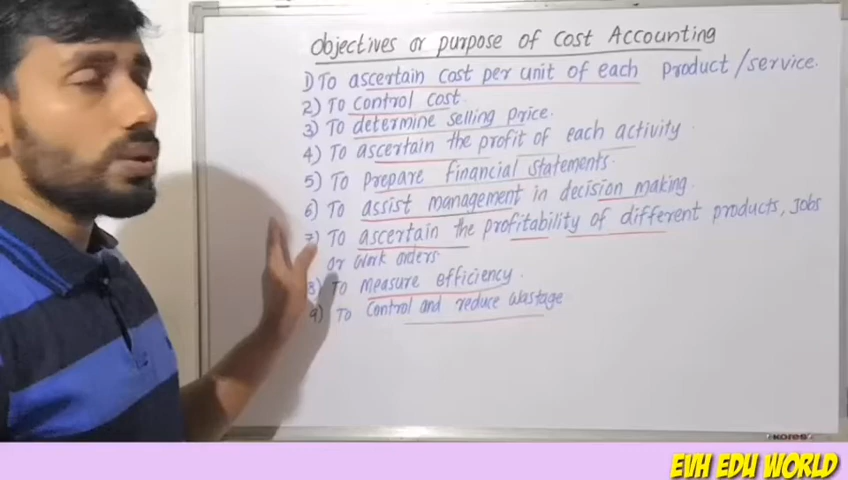 Objectives or purpose of Cost Accounting
1) To ascertain cost per unit of each Product/service.
2) To control cost
3) To determine selling price.
4) To ascertain the profit of each activity
5) To Prepare financial statements.
6) To assist management in decision making.
7) To ascertain the profitability of different products, Jobs
or work orders.
8) To measure efficiency.
9) To Control and reduce wastage
KORES
EVH EDU WORLD